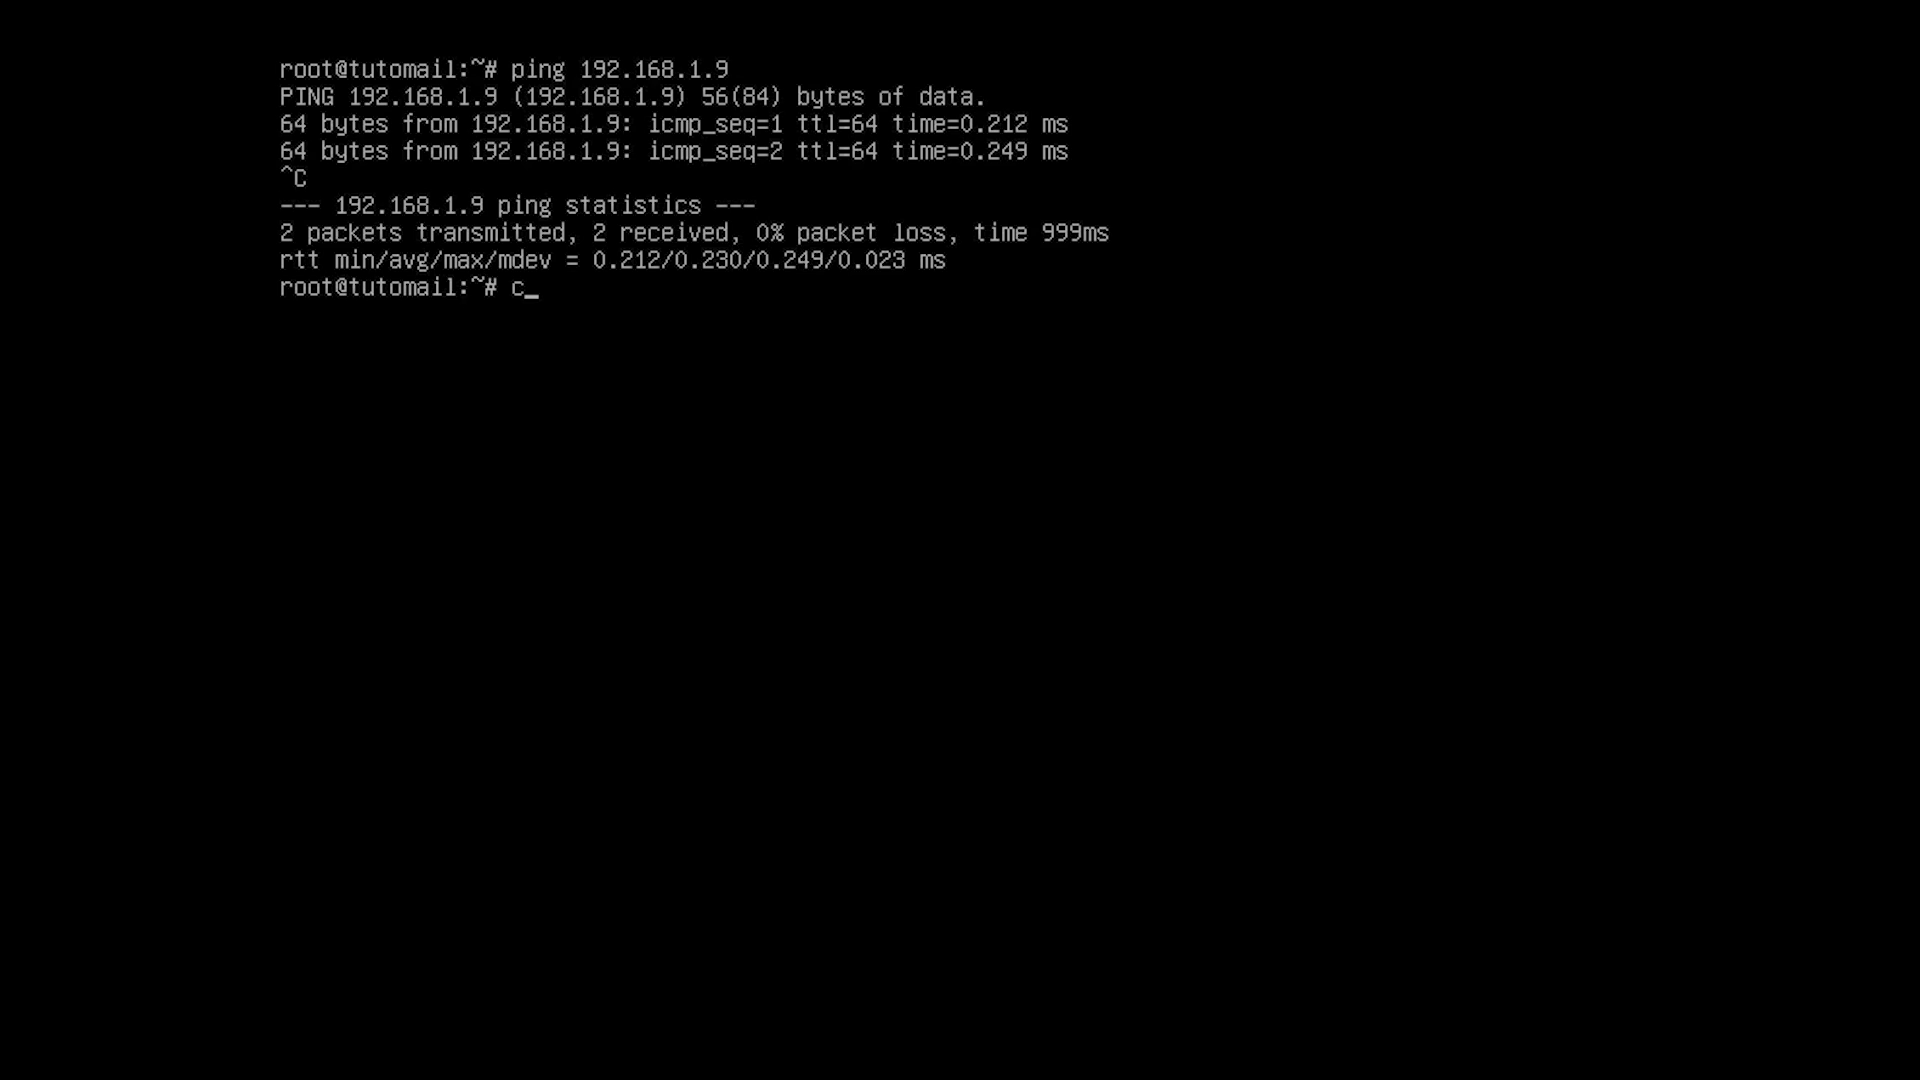 root@tutomail:~# ping 192.168.1.9
PING 192.168.1.9 (192.168.1.9) 56(84) bytes of data.
64 bytes from 192.168.1.9: icmp_seq=1 ttl=64 time=0.212 ms
64 bytes from 192.168.1.9: icmp_seq=2 ttl=64 time=0.249 ms
^C
--- 192.168.1.9 ping statistics ---
2 packets transmitted, 2 received, 0% packet loss, time 999ms
rtt min/avg/max/mdev = 0.212/0.230/0.249/0.023 ms
root@tutomail:~# c_